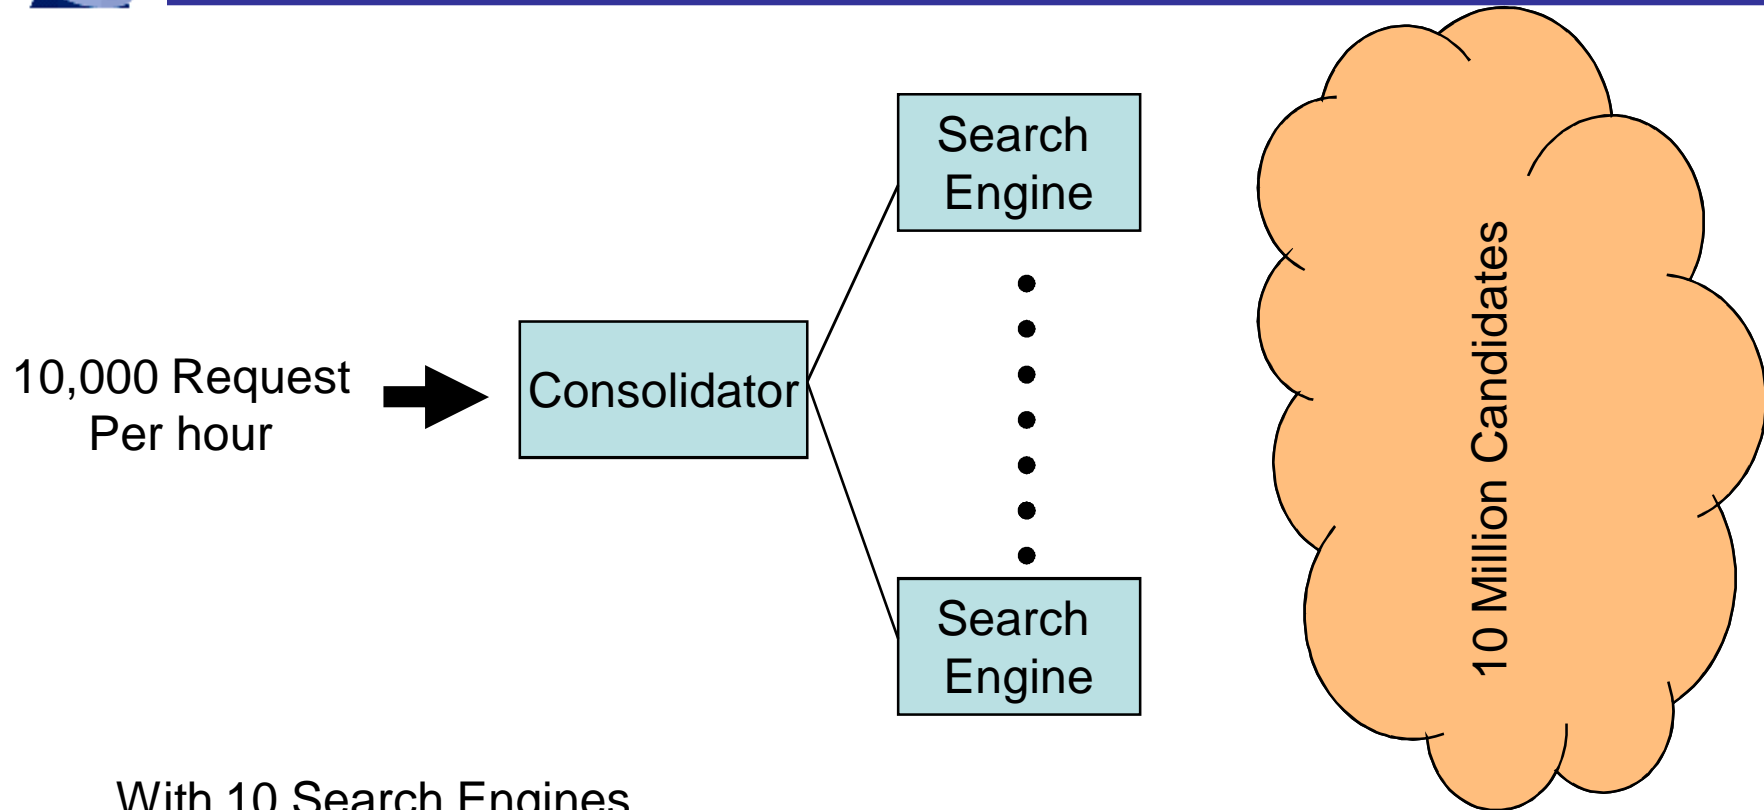 10,000 Request
Per hour
Consolidator
Search
Engine
Search
Engine
10 Million Candidates
With 10 Search Engines